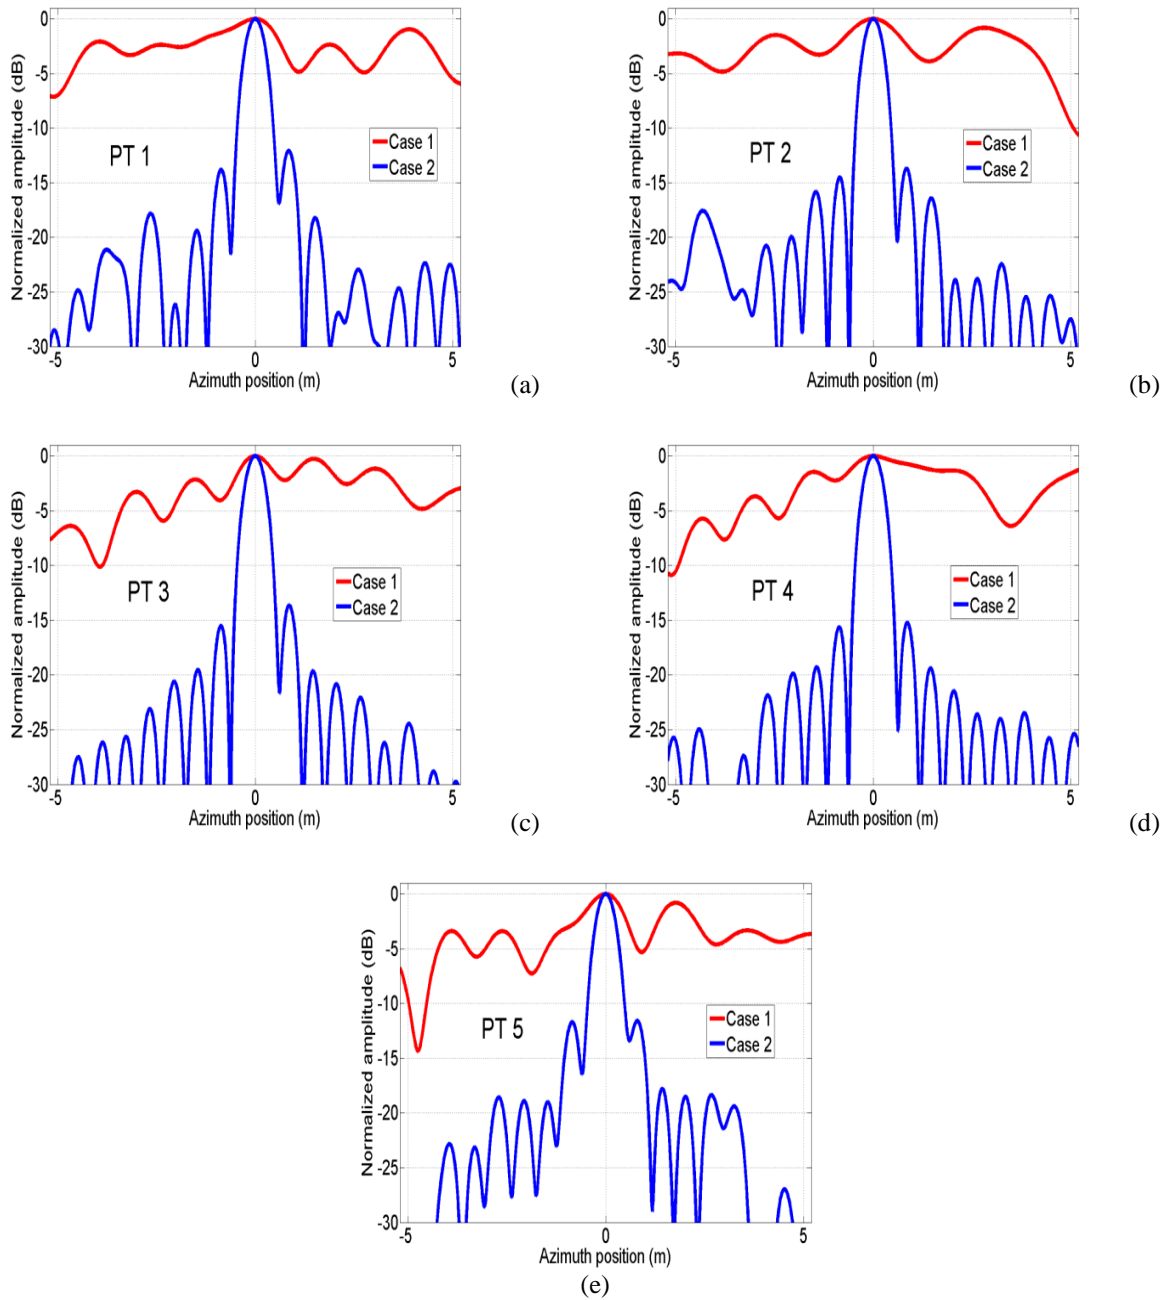 0
-5
-10
-15
-20
-25
-30
Normalized amplitude (dB)
PT 1
Case 1
Case 2
-5 0 5
Azimuth position (m)
(a)
0
-5
-10
-15
-20
-25
-30
Normalized amplitude (dB)
PT 2
Case 1
Case 2
-5 0 5
Azimuth position (m)
(b)
0
-5
-10
-15
-20
-25
-30
Normalized amplitude (dB)
PT 3
Case 1
Case 2
-5 0 5
Azimuth position (m)
(c)
0
-5
-10
-15
-20
-25
-30
Normalized amplitude (dB)
PT 4
Case 1
Case 2
-5 0 5
Azimuth position (m)
(d)
0
-5
-10
-15
-20
-25
-30
Normalized amplitude (dB)
PT 5
Case 1
Case 2
-5 0 5
Azimuth position (m)
(e)